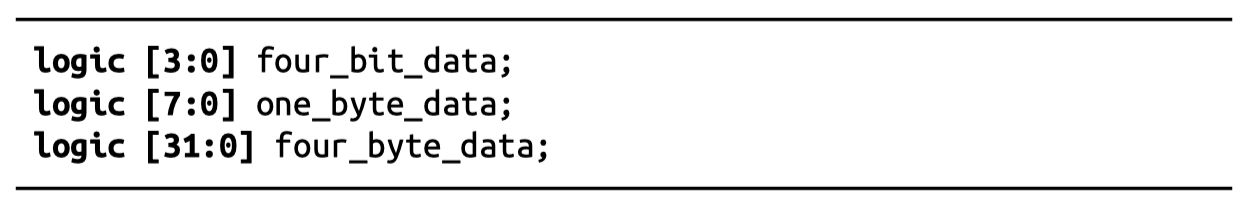 logic [3:0] four_bit_data;
logic [7:0] one_byte_data;
logic [31:0] four_byte_data;